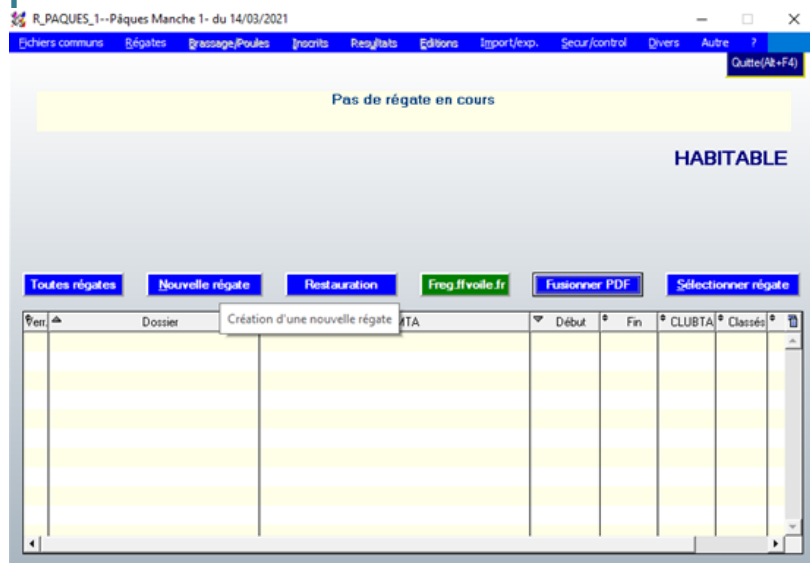 R_PAQUES_1--Pâques Manche 1- du 14/03/2021
Fichiers communs Régates Brassage/Poules Inscrits Resultats Editions Import/exp. Secur/control Divers Autre ?
Quitte(Alt+F4)
Pas de régate en cours
HABITABLE
Toutes régates Nouvelle régate Restauration Freg.ffvoile.fr Fusionner PDF Sélectionner régate
Verr. Dossier MTA Début Fin CLUBTA Classés
Création d'une nouvelle régate